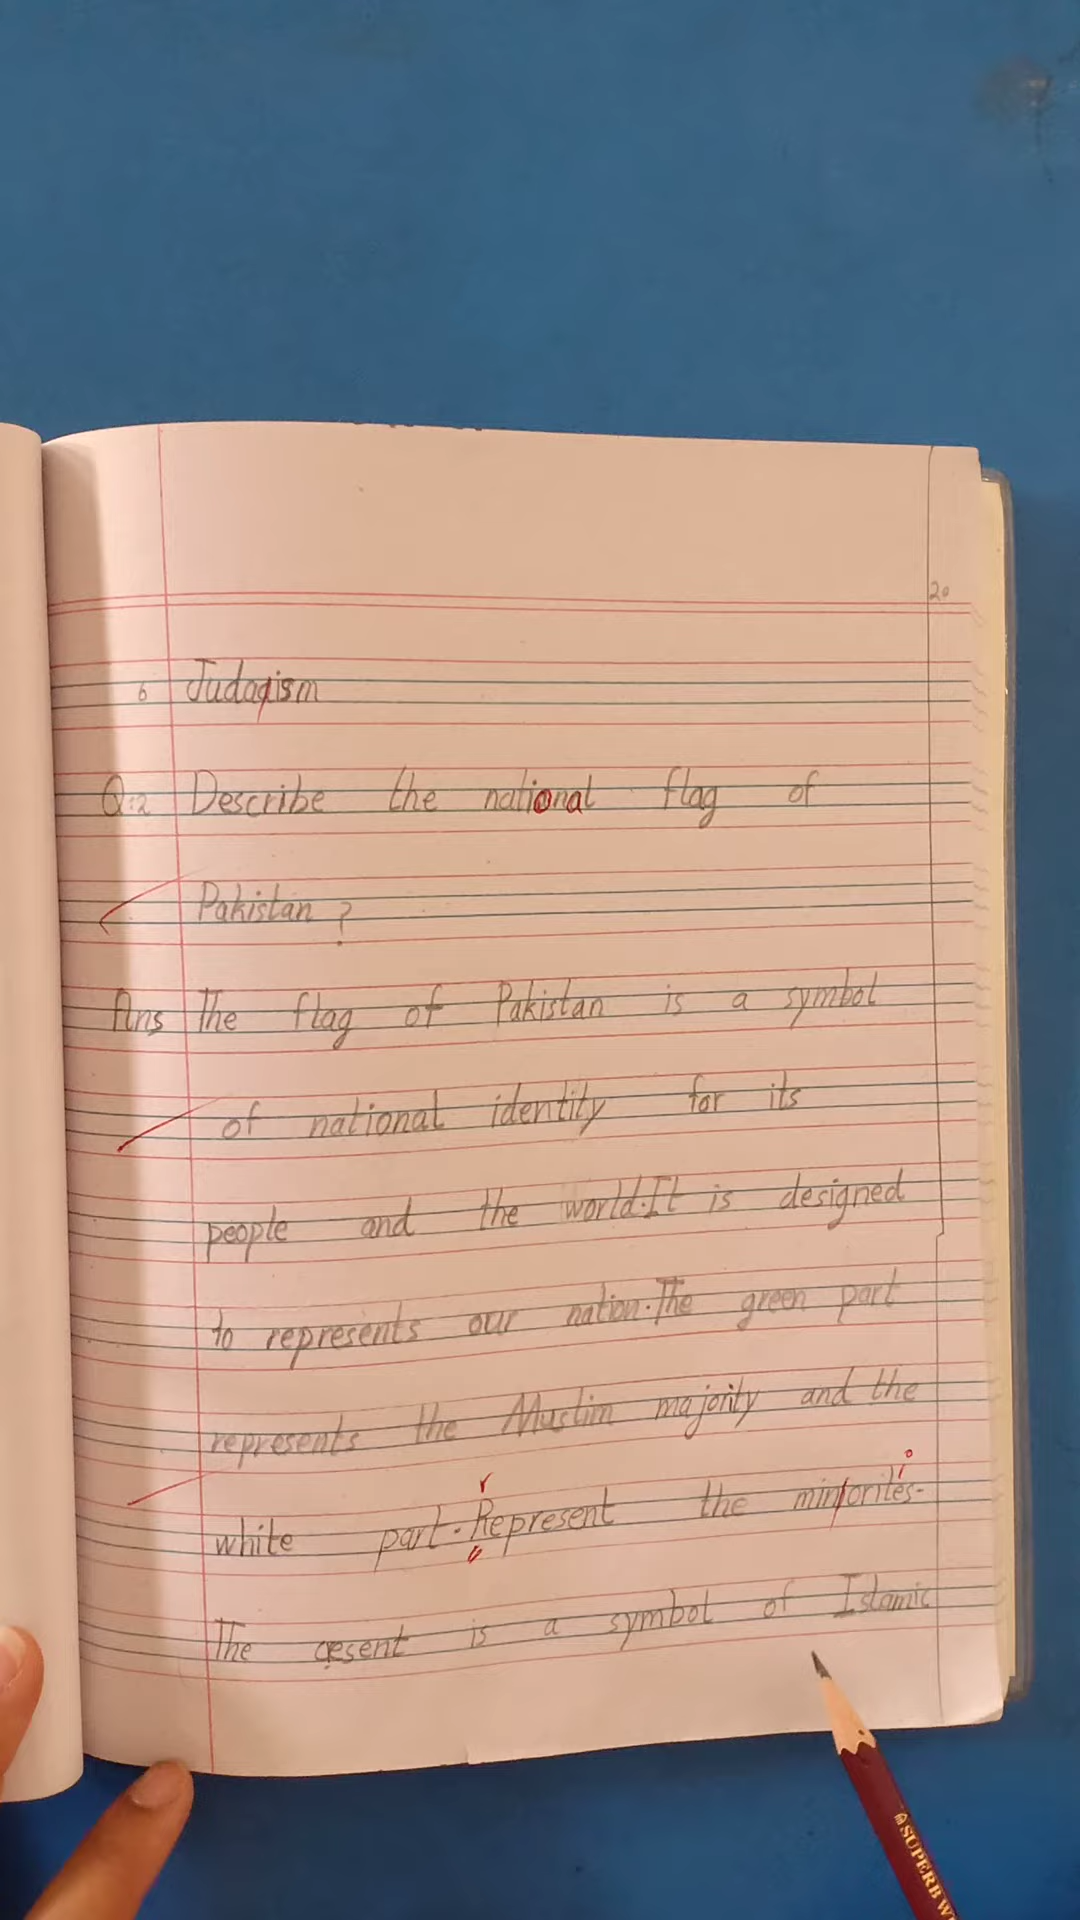 20
6 Judaism
Q:2 Describe the national flag of
Pakistan ?
Ans The flag of Pakistan is a symbol
of national identity for its
people and the world.It is designed
to represents our nation.The green part
represents the Muslim majority and the
r i
white part.Represent the minorites.
The cresent is a symbol of Islamic
SUPERB W